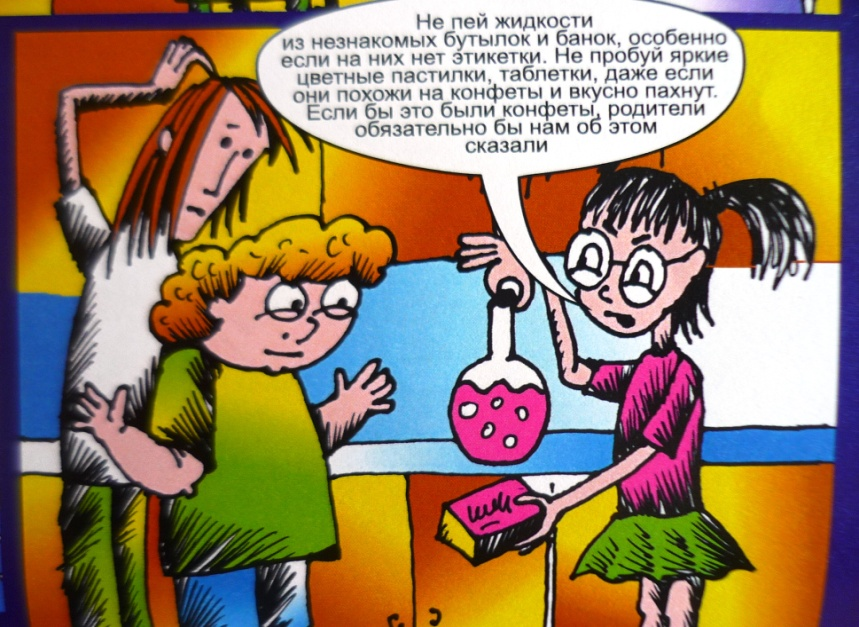 Не пей жидкости
из незнакомых бутылок и банок, особенно
если на них нет этикетки. Не пробуй яркие
цветные пастилки, таблетки, даже если
они похожи на конфеты и вкусно пахнут.
Если бы это были конфеты, родители
обязательно бы нам об этом
сказали